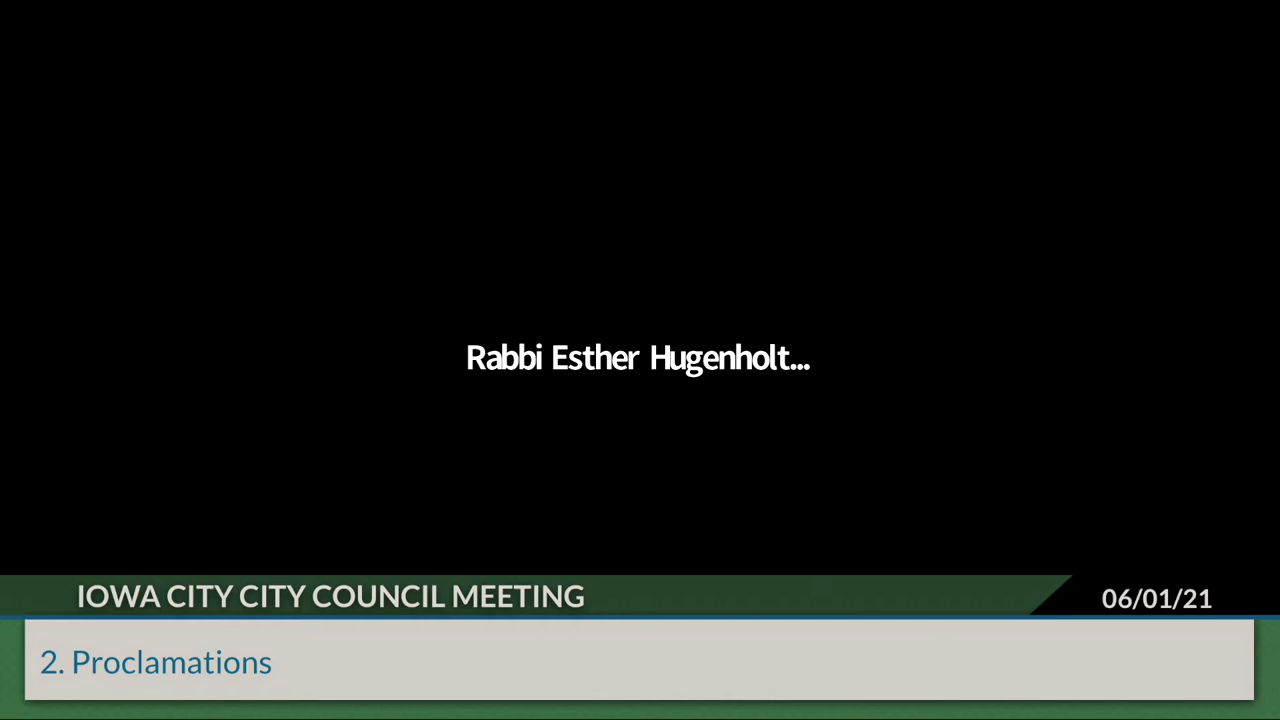 Rabbi Esther Hugenholt...
IOWA CITY CITY COUNCIL MEETING
06/01/21
2. Proclamations